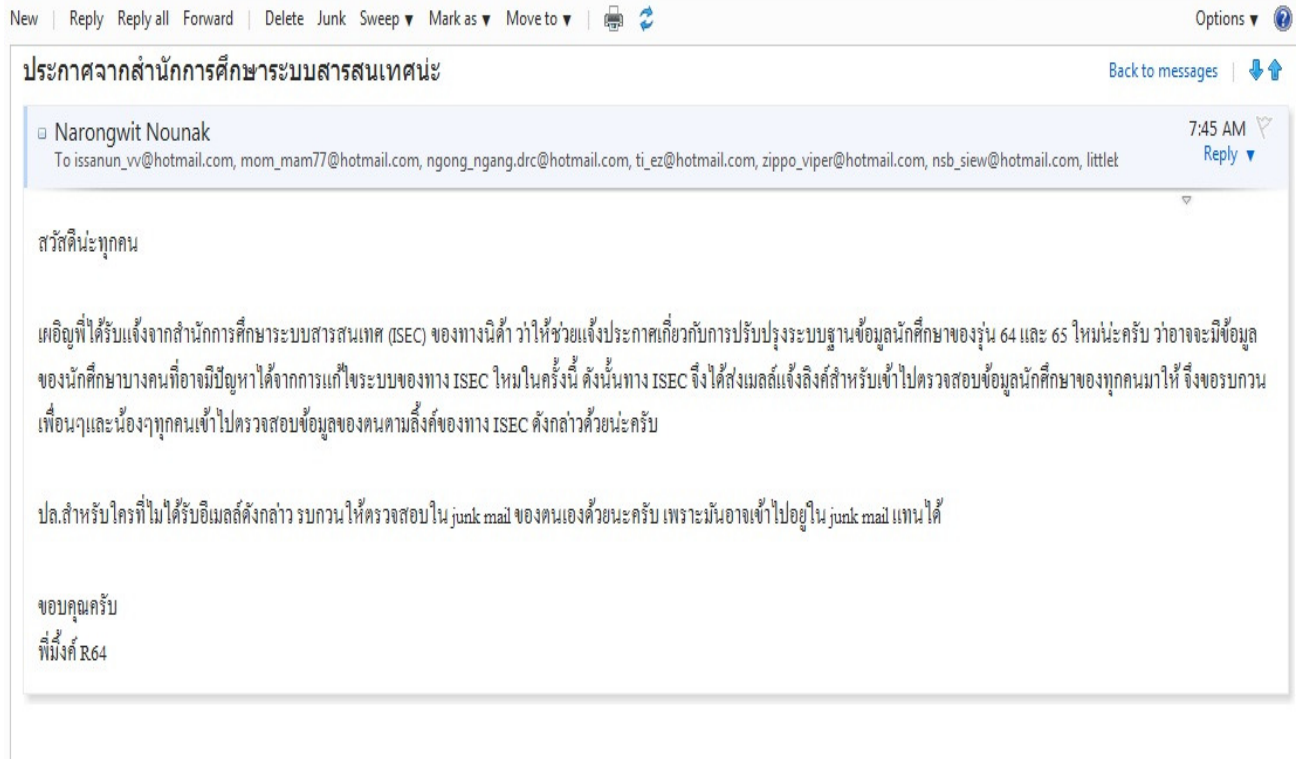 New | Reply Reply all Forward | Delete Junk Sweep ▾ Mark as ▾ Move to ▾ | Options ▾
ประกาศจากสำนักการศึกษาระบบสารสนเทศน่ะ Back to messages
Narongwit Nounak 7:45 AM
To issanun_vv@hotmail.com, mom_mam77@hotmail.com, ngong_ngang.drc@hotmail.com, ti_ez@hotmail.com, zippo_viper@hotmail.com, nsb_siew@hotmail.com, littlet Reply ▾
สวัสดีน่ะทุกคน
เผอิญพี่ได้รับแจ้งจากสำนักการศึกษาระบบสารสนเทศ (ISEC) ของทางนิด้า ว่าให้ช่วยแจ้งประกาศเกี่ยวกับการปรับปรุงระบบฐานข้อมูลนักศึกษาของรุ่น 64 และ 65 ใหม่น่ะครับ ว่าอาจจะมีข้อมูล
ของนักศึกษาบางคนที่อาจมีปัญหาได้จากการแก้ไขระบบของทาง ISEC ใหม่ในครั้งนี้ ดังนั้นทาง ISEC จึงได้ส่งเมลล์แจ้งลิงค์สำหรับเข้าไปตรวจสอบข้อมูลนักศึกษาของทุกคนมาให้ จึงขอรบกวน
เพื่อนๆและน้องๆทุกคนเข้าไปตรวจสอบข้อมูลของตนตามลิ้งค์ของทาง ISEC ดังกล่าวด้วยน่ะครับ
ปล.สำหรับใครที่ไม่ได้รับอีเมลล์ดังกล่าว รบกวนให้ตรวจสอบใน junk mail ของตนเองด้วยนะครับ เพราะมันอาจเข้าไปอยู่ใน junk mail แทนได้
ขอบคุณครับ
พี่มิ้งค์ R64